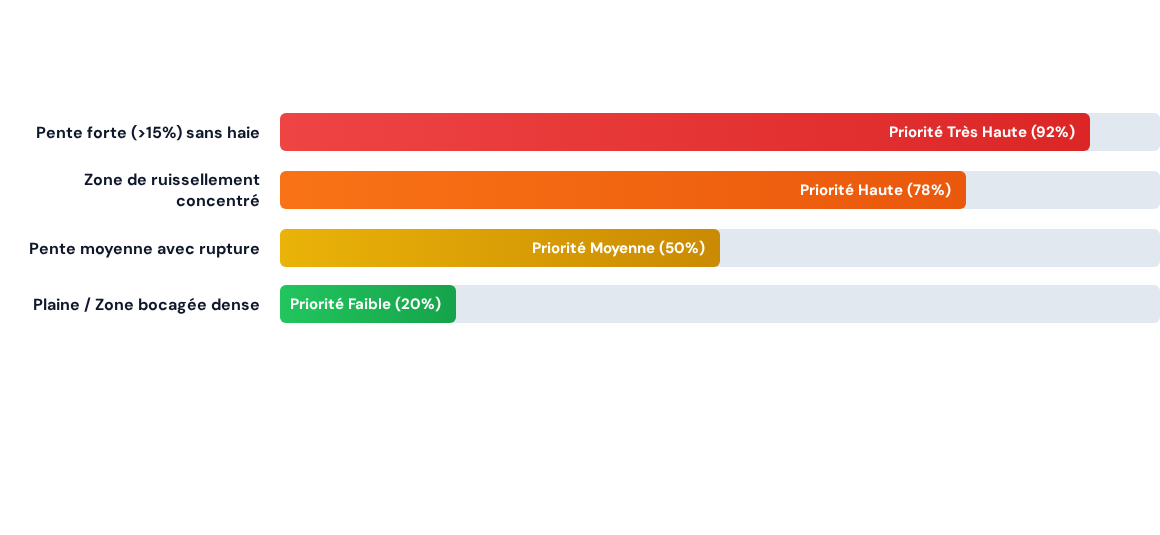 Pente forte (>15%) sans haie
Priorité Très Haute (92%)
Zone de ruissellement
concentré
Priorité Haute (78%)
Pente moyenne avec rupture
Priorité Moyenne (50%)
Plaine / Zone bocagée dense
Priorité Faible (20%)